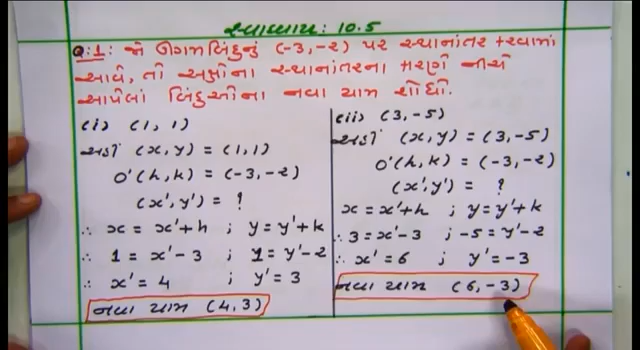 સ્વાધ્યાય: 10.5
Q:1: જો ઊગમબિંદુનું (-3,-2) પર સ્થાનાંતર કરવામાં
આવે, તો અક્ષોના સ્થાનાંતરના કારણે નીચે
આપેલાં બિંદુઓના નવા યામ શોધો.
(i) (1, 1)
અહીં (x, y) = (1, 1)
O'(h, k) = (-3, -2)
(x', y') = ?
∴ x = x'+h ; y = y'+k
∴ 1 = x'-3 ; 1 = y'-2
∴ x' = 4 ; y' = 3
નવા યામ (4, 3)
(ii) (3, -5)
અહીં (x, y) = (3, -5)
O'(h, k) = (-3, -2)
(x', y') = ?
x = x'+h ; y = y'+k
∴ 3 = x'-3 ; -5 = y'-2
∴ x' = 6 ; y' = -3
નવા યામ (6, -3)